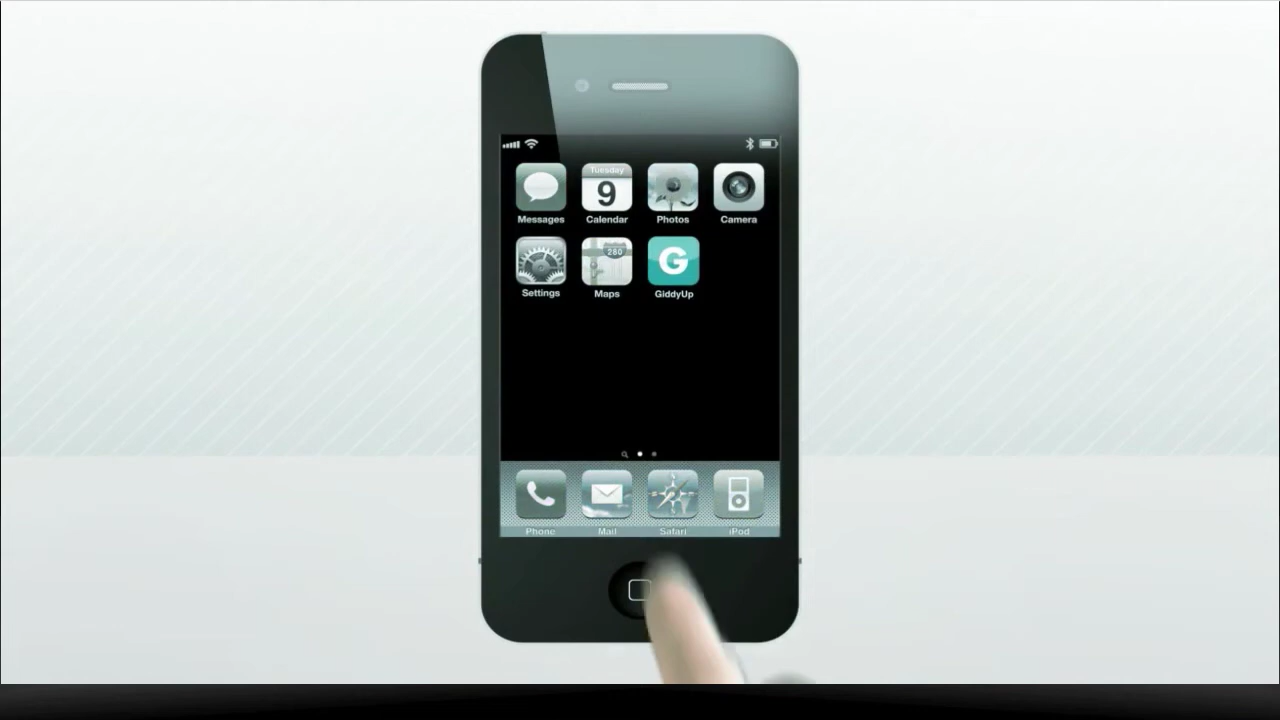 Tuesday
9
Messages Calendar Photos Camera
280
G
Settings Maps GiddyUp
Phone Mail Safari iPod